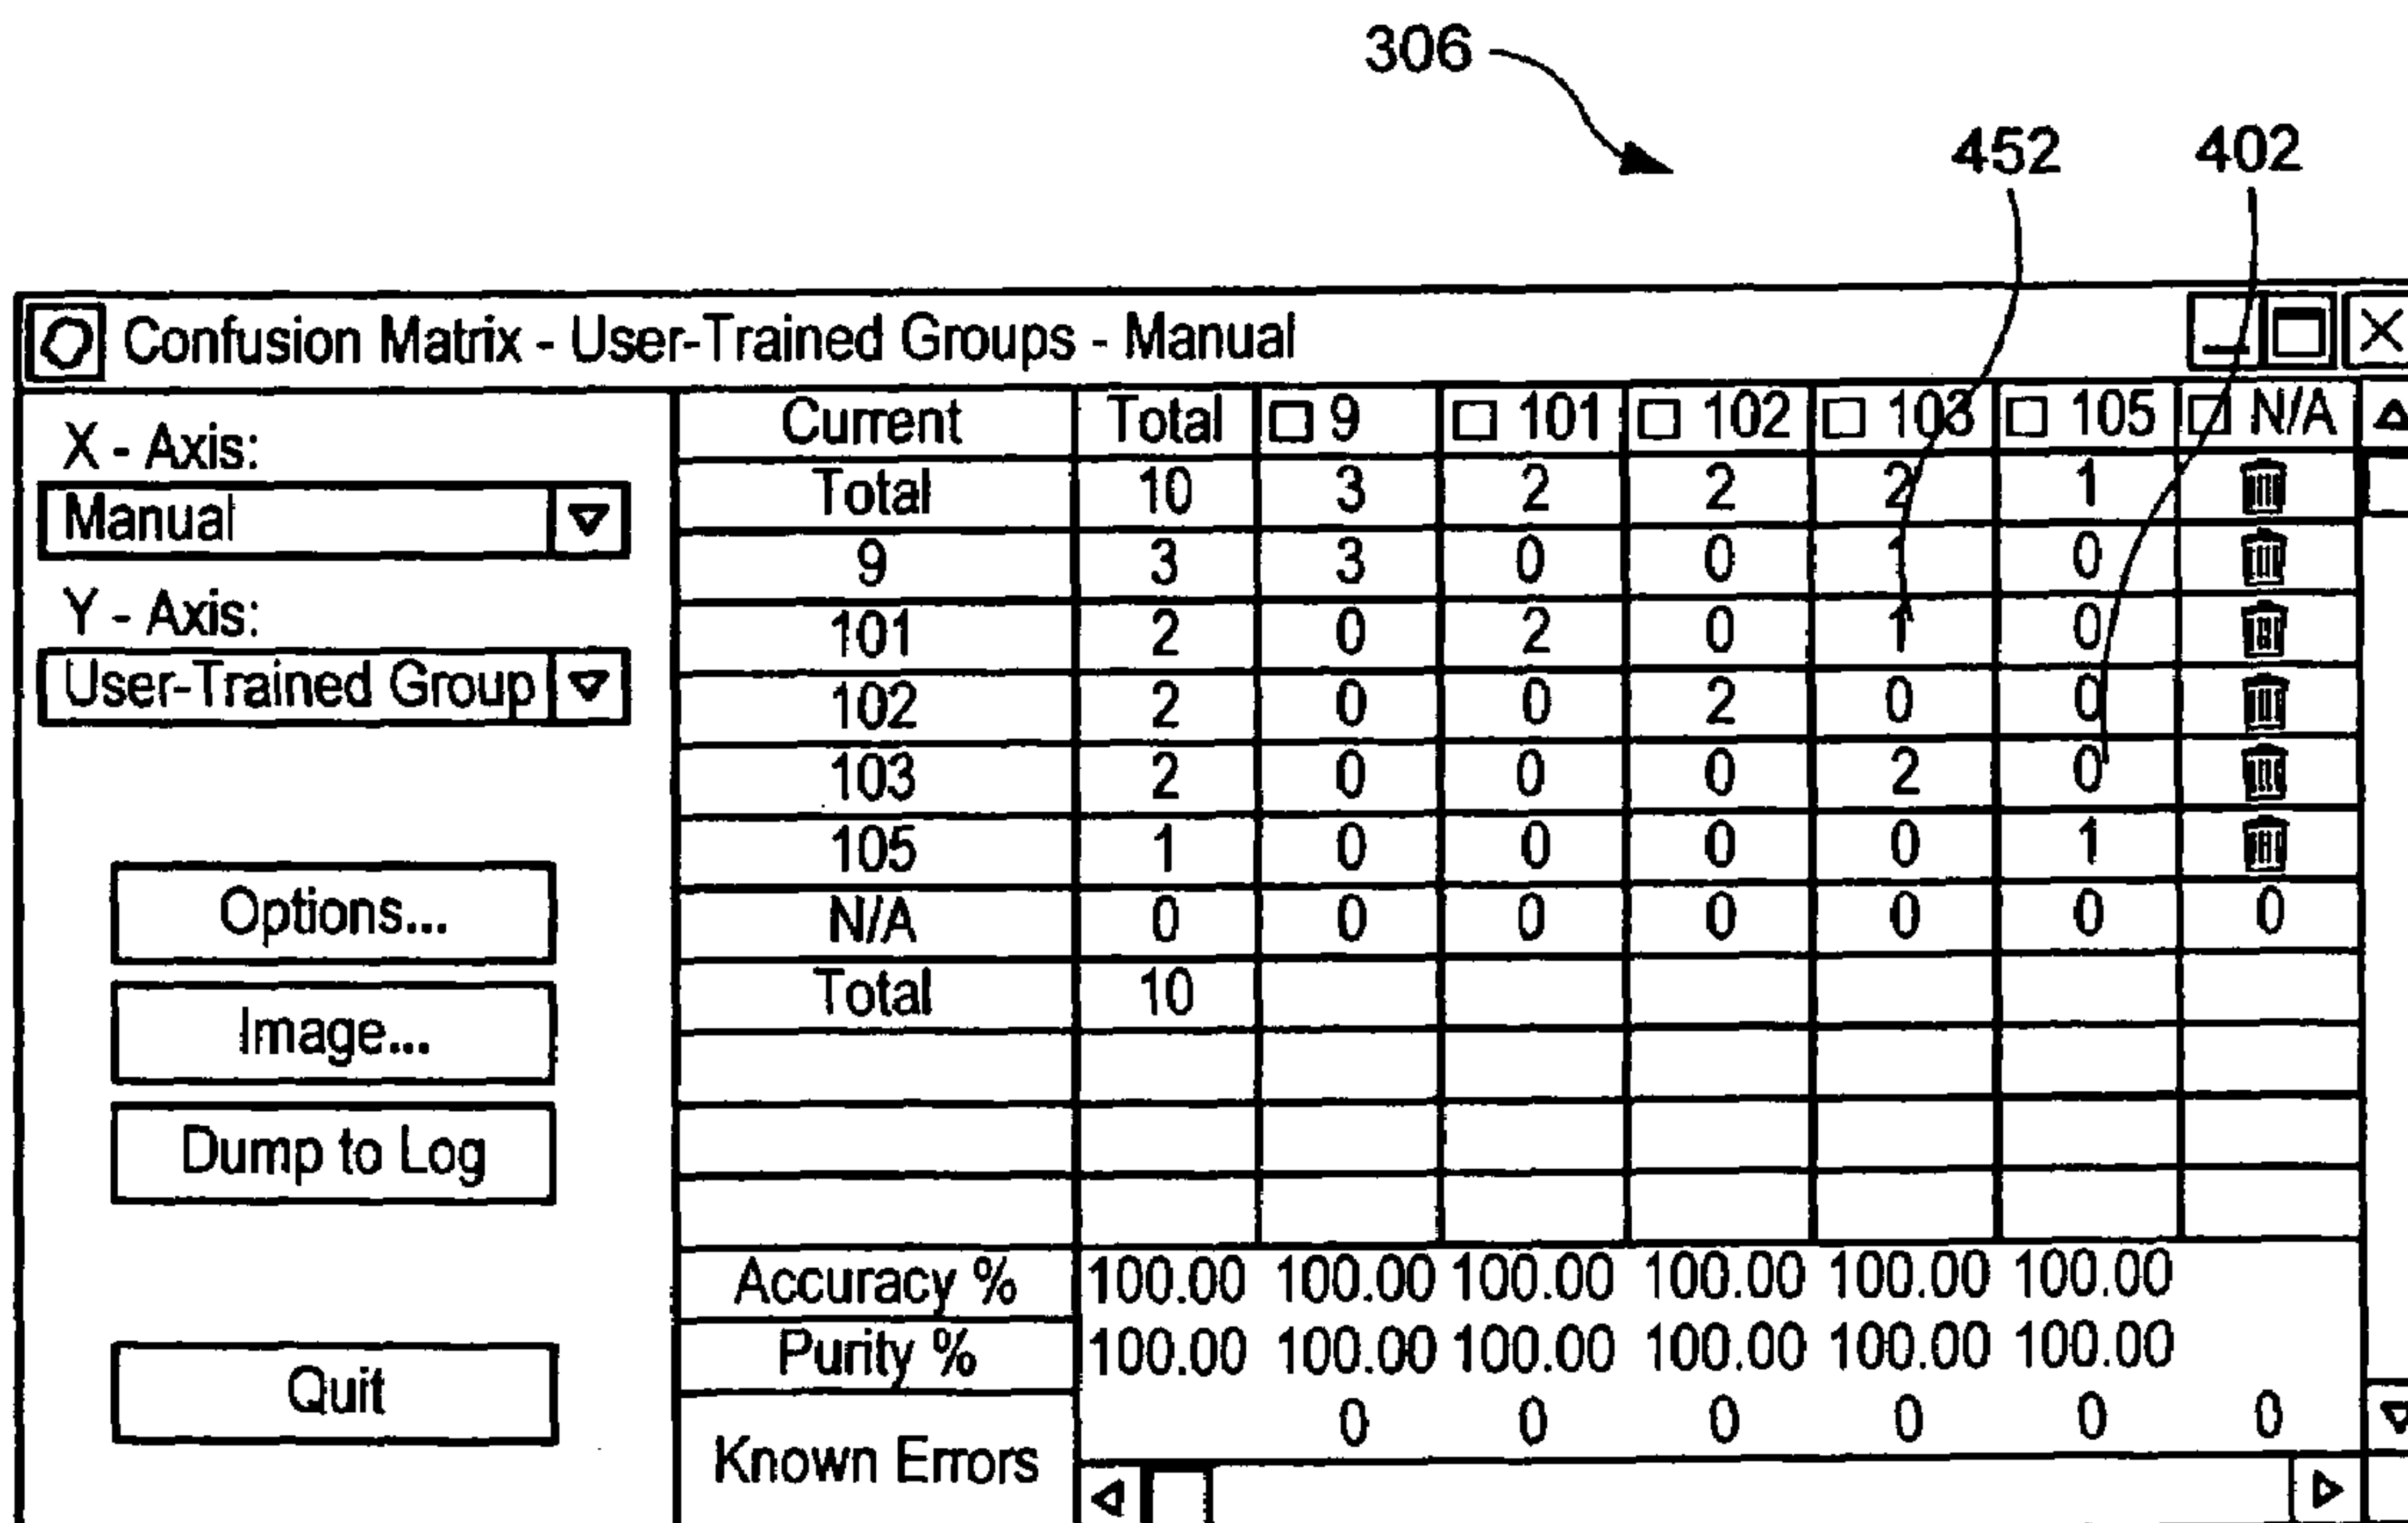 306
452 402
Confusion Matrix - User-Trained Groups - Manual
X - Axis:
Manual
Y - Axis:
User-Trained Group
Options...
Image...
Dump to Log
Quit
Current Total 9 101 102 103 105 N/A
Total 10 3 2 2 2 1
9 3 3 0 0 1 0
101 2 0 2 0 1 0
102 2 0 0 2 0 0
103 2 0 0 0 2 0
105 1 0 0 0 0 1
N/A 0 0 0 0 0 0 0
Total 10
Accuracy % 100.00 100.00 100.00 100.00 100.00 100.00
Purity % 100.00 100.00 100.00 100.00 100.00 100.00
Known Errors 0 0 0 0 0 0